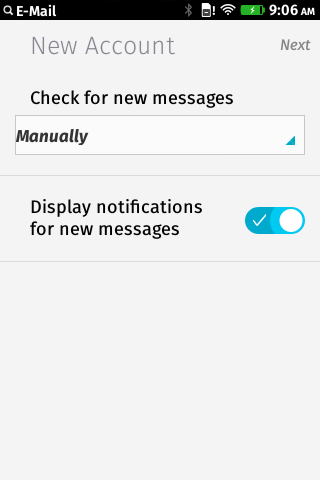 E-Mail
9:06 AM
New Account
Next
Check for new messages
Manually
Display notifications
for new messages